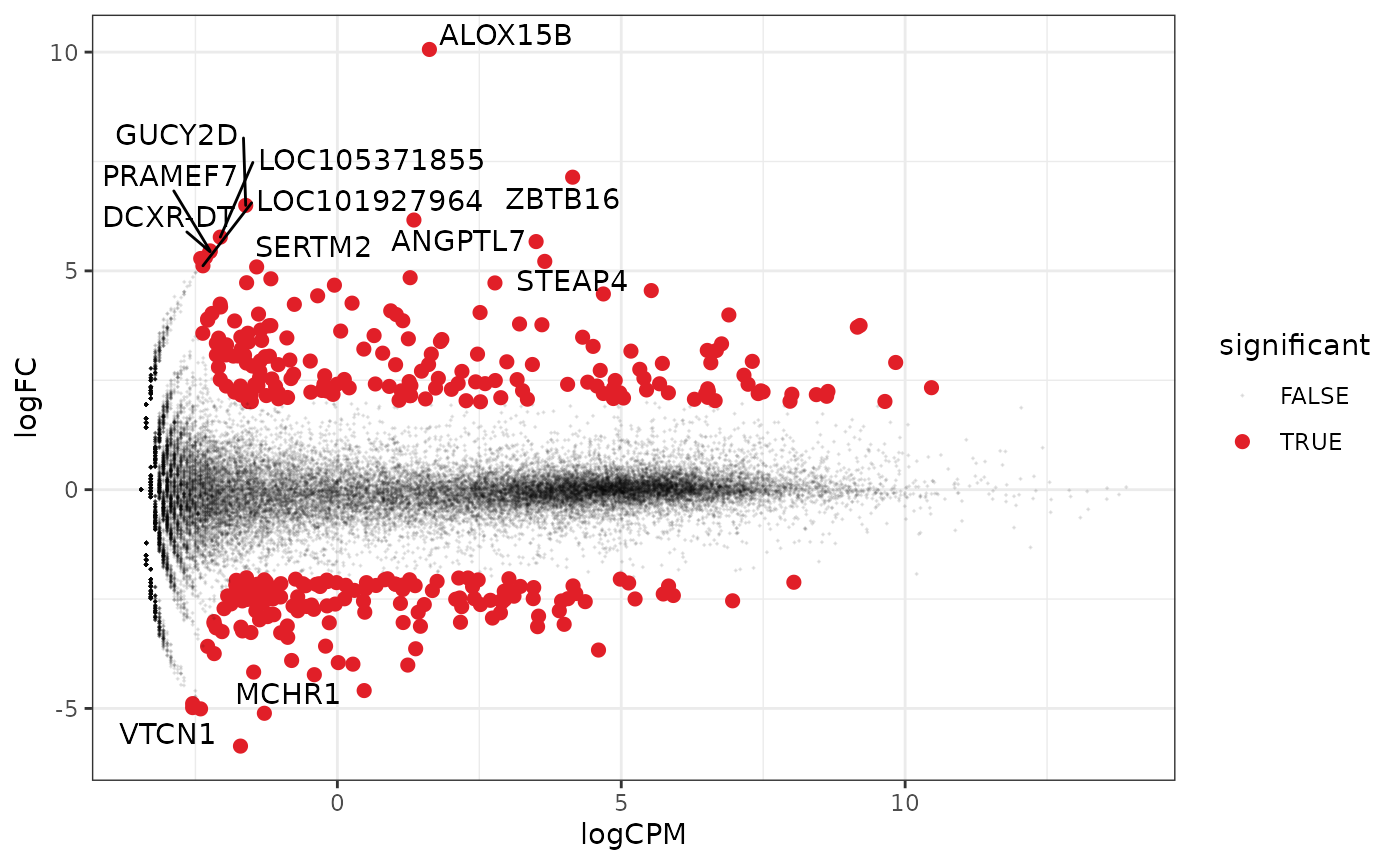 10
ALOX15B
GUCY2D
LOC105371855
PRAMEF7
LOC101927964
ZBTB16
DCXR-DT
SERTM2
ANGPTL7
STEAP4
5
0
-5
MCHR1
VTCN1
0
5
10
logCPM
logFC
significant
FALSE
TRUE